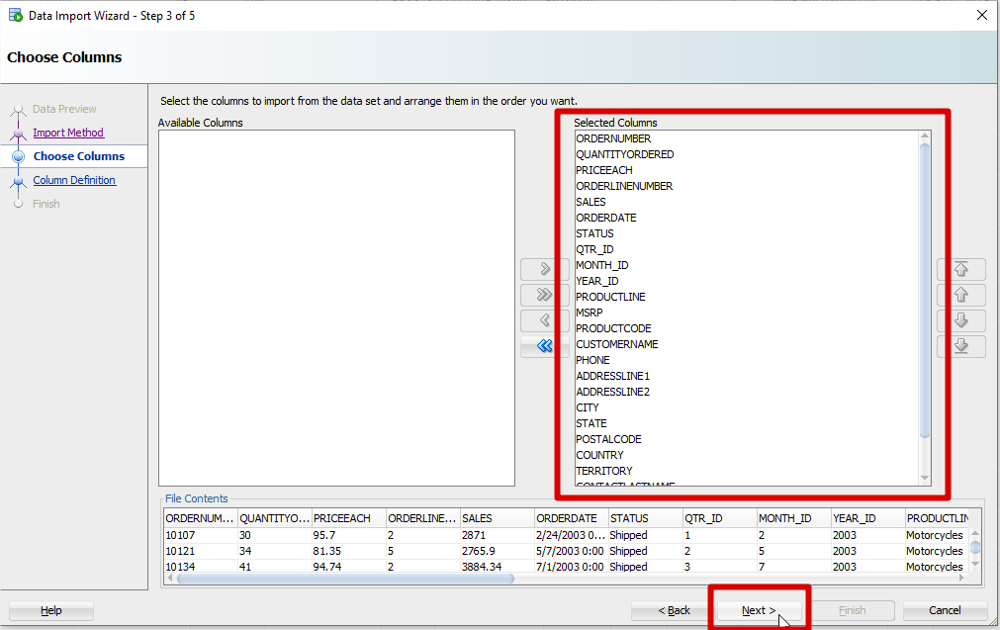 Data Import Wizard - Step 3 of 5
Choose Columns
Data Preview
Import Method
Choose Columns
Column Definition
Finish
Select the columns to import from the data set and arrange them in the order you want.
Available Columns
Selected Columns
ORDERNUMBER
QUANTITYORDERED
PRICEEACH
ORDERLINENUMBER
SALES
ORDERDATE
STATUS
QTR_ID
MONTH_ID
YEAR_ID
PRODUCTLINE
MSRP
PRODUCTCODE
CUSTOMERNAME
PHONE
ADDRESSLINE1
ADDRESSLINE2
CITY
STATE
POSTALCODE
COUNTRY
TERRITORY
CONTACTLASTNAME
File Contents
ORDERNUM... QUANTITYO... PRICEEACH ORDERLINE... SALES ORDERDATE STATUS QTR_ID MONTH_ID YEAR_ID PRODUCTLIN
10107 30 95.7 2 2871 2/24/2003 0... Shipped 1 2 2003 Motorcycles
10121 34 81.35 5 2765.9 5/7/2003 0:00 Shipped 2 5 2003 Motorcycles
10134 41 94.74 2 3884.34 7/1/2003 0:00 Shipped 3 7 2003 Motorcycles
Help < Back Next > Finish Cancel